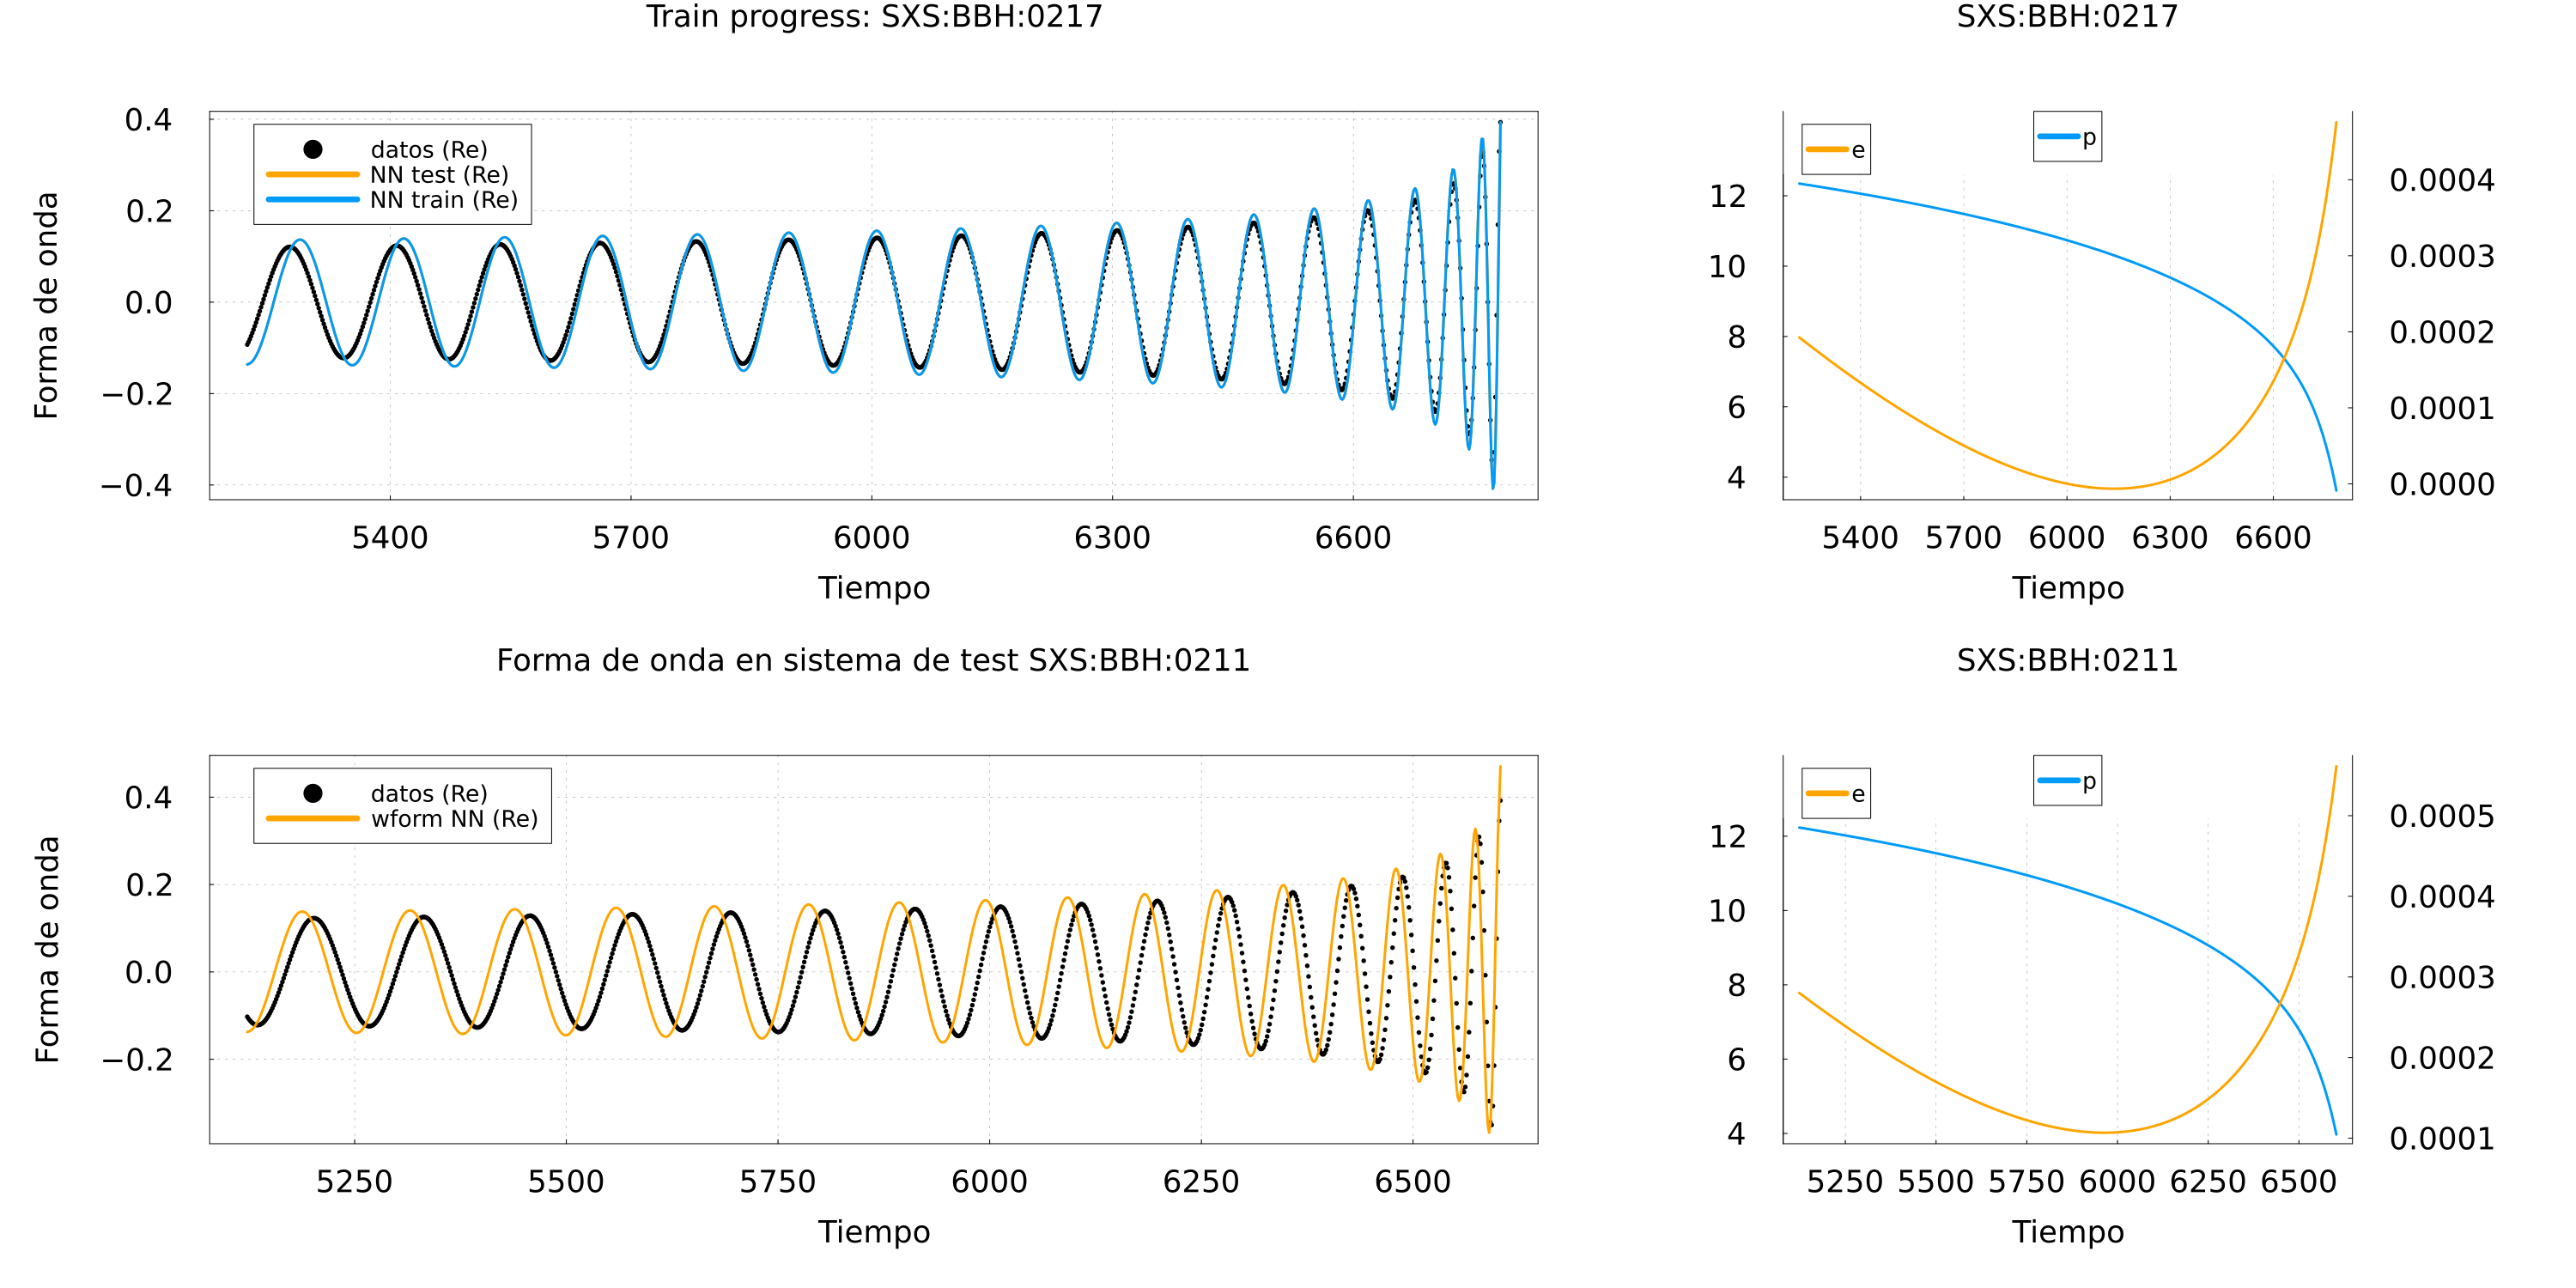 Train progress: SXS:BBH:0217
Forma de onda
0.4
0.2
0.0
−0.2
−0.4
datos (Re)
NN test (Re)
NN train (Re)
5400 5700 6000 6300 6600
Tiempo
SXS:BBH:0217
12
10
8
6
4
e
p
0.0004
0.0003
0.0002
0.0001
0.0000
5400 5700 6000 6300 6600
Tiempo
Forma de onda en sistema de test SXS:BBH:0211
Forma de onda
0.4
0.2
0.0
−0.2
datos (Re)
wform NN (Re)
5250 5500 5750 6000 6250 6500
Tiempo
SXS:BBH:0211
12
10
8
6
4
e
p
0.0005
0.0004
0.0003
0.0002
0.0001
5250 5500 5750 6000 6250 6500
Tiempo